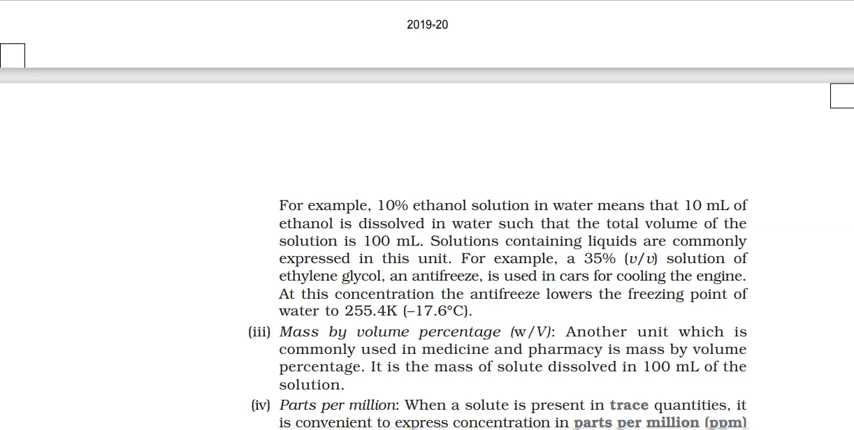 2019-20
For example, 10% ethanol solution in water means that 10 mL of
ethanol is dissolved in water such that the total volume of the
solution is 100 mL. Solutions containing liquids are commonly
expressed in this unit. For example, a 35% (v/v) solution of
ethylene glycol, an antifreeze, is used in cars for cooling the engine.
At this concentration the antifreeze lowers the freezing point of
water to 255.4K (–17.6°C).
(iii) Mass by volume percentage (w/V): Another unit which is
commonly used in medicine and pharmacy is mass by volume
percentage. It is the mass of solute dissolved in 100 mL of the
solution.
(iv) Parts per million: When a solute is present in trace quantities, it
is convenient to express concentration in parts per million (ppm)